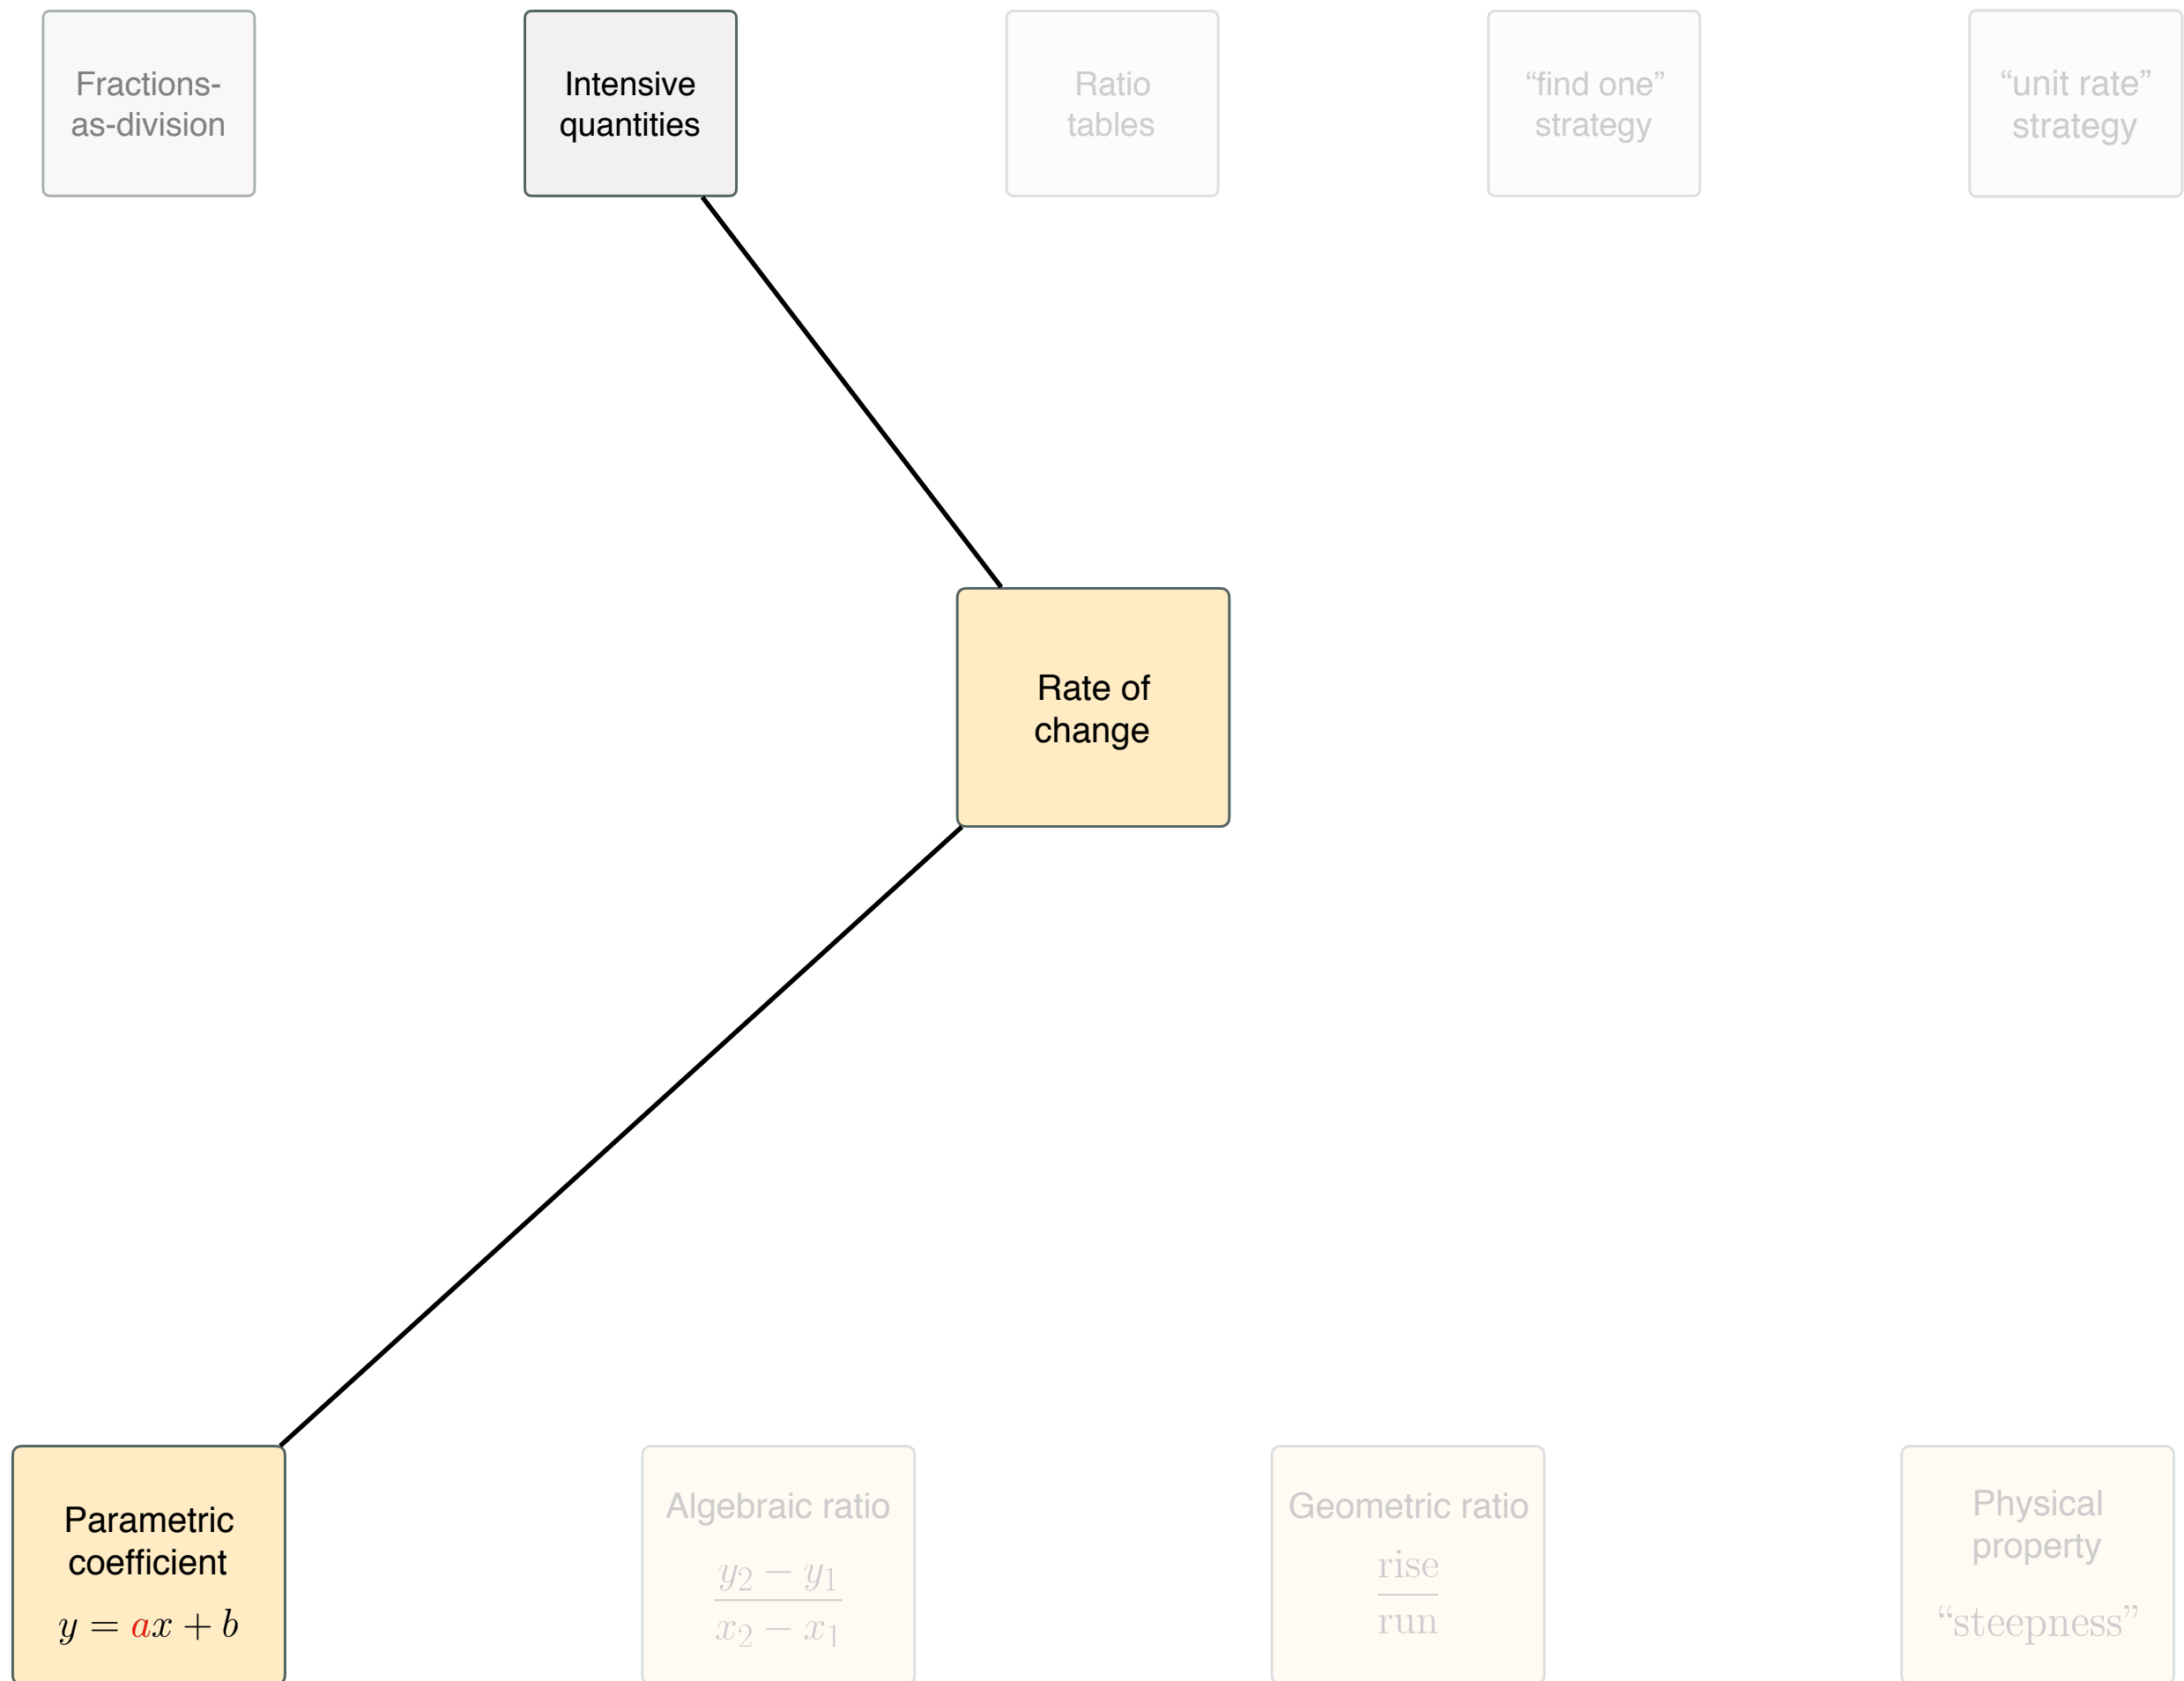 Fractions-
as-division
Intensive
quantities
Ratio
tables
“find one”
strategy
“unit rate”
strategy
Rate of
change
Parametric
coefficient
y = ax + b
Algebraic ratio
y₂ − y₁
x₂ − x₁
Geometric ratio
rise
run
Physical
property
“steepness”